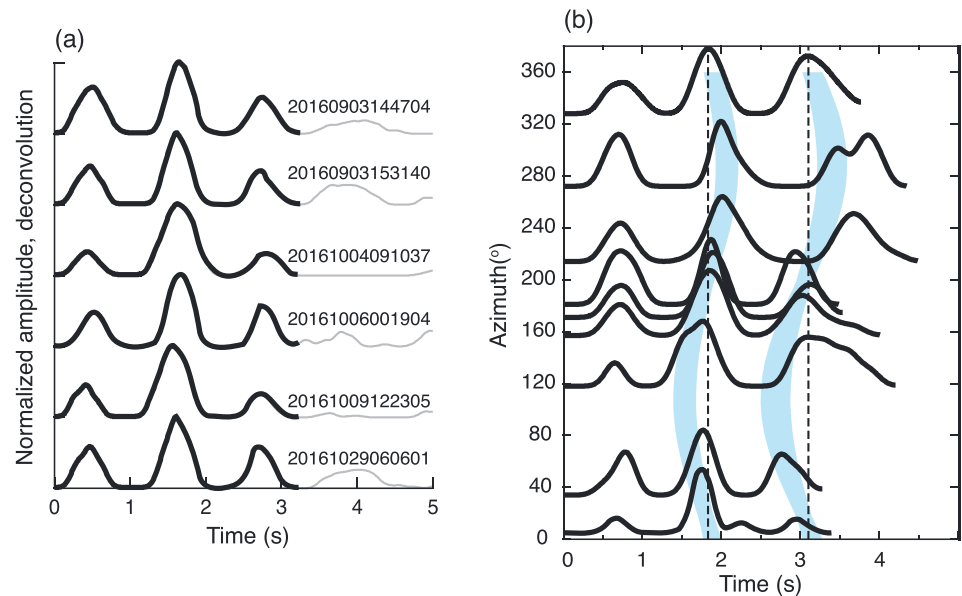 (a)
Normalized amplitude, deconvolution
20160903144704
20160903153140
20161004091037
20161006001904
20161009122305
20161029060601
0 1 2 3 4 5
Time (s)
(b)
Azimuth(°)
360
320
280
240
200
160
120
80
40
0
0 1 2 3 4
Time (s)